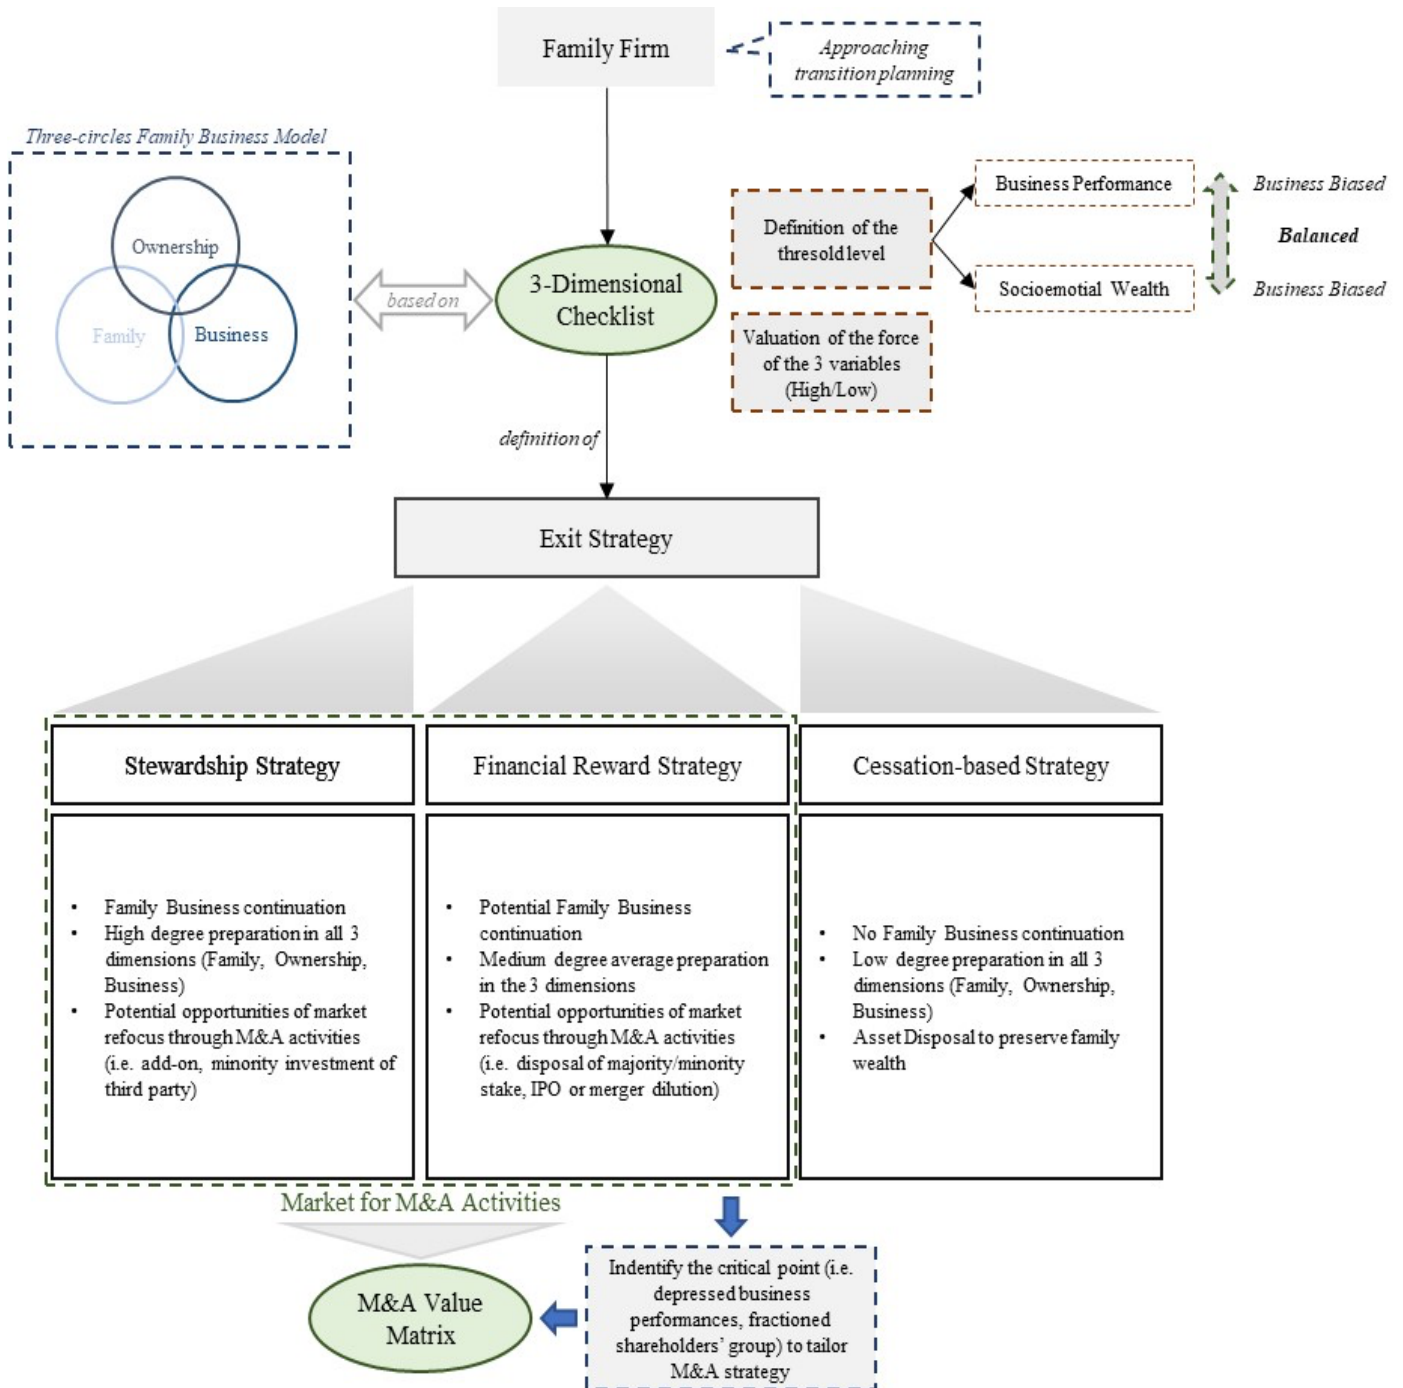 Family Firm
Approaching
transition planning
Three-circles Family Business Model
Ownership
Family
Business
based on
3-Dimensional
Checklist
Definition of the
thresold level
Business Performance
Socioemotial Wealth
Business Biased
Balanced
Business Biased
Valuation of the force
of the 3 variables
(High/Low)
definition of
Exit Strategy
Stewardship Strategy
• Family Business continuation
• High degree preparation in all 3
dimensions (Family, Ownership,
Business)
• Potential opportunities of market
refocus through M&A activities
(i.e. add-on, minority investment of
third party)
Financial Reward Strategy
• Potential Family Business
continuation
• Medium degree average preparation
in the 3 dimensions
• Potential opportunities of market
refocus through M&A activities
(i.e. disposal of majority/minority
stake, IPO or merger dilution)
Cessation-based Strategy
• No Family Business continuation
• Low degree preparation in all 3
dimensions (Family, Ownership,
Business)
• Asset Disposal to preserve family
wealth
Market for M&A Activities
M&A Value
Matrix
Indentify the critical point (i.e.
depressed business
performances, fractioned
shareholders’ group) to tailor
M&A strategy